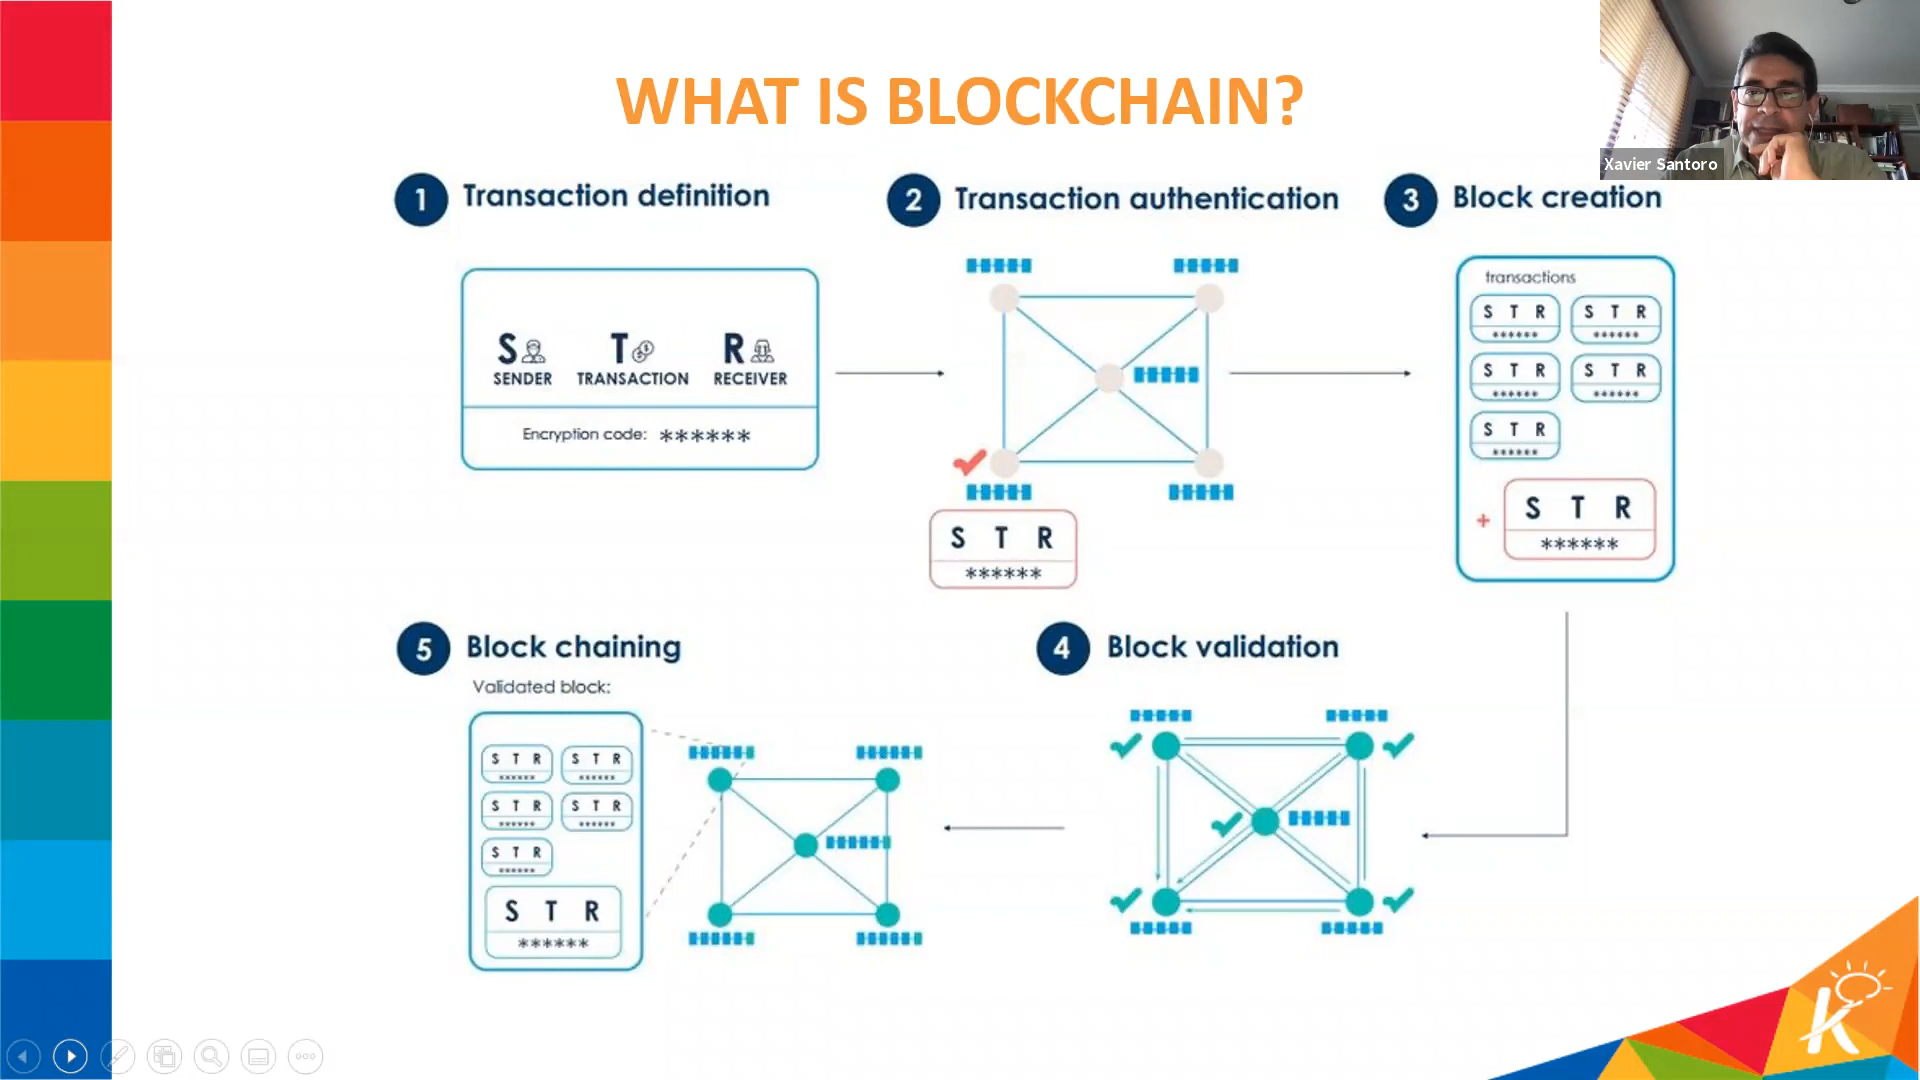 WHAT IS BLOCKCHAIN?
Xavier Santoro
1 Transaction definition
S T R
SENDER TRANSACTION RECEIVER
Encryption code: ******
2 Transaction authentication
S T R
******
3 Block creation
transactions
S T R S T R
****** ******
S T R S T R
****** ******
S T R
******
+ S T R
******
4 Block validation
5 Block chaining
Validated block:
S T R S T R
****** ******
S T R S T R
****** ******
S T R
******
S T R
******
K